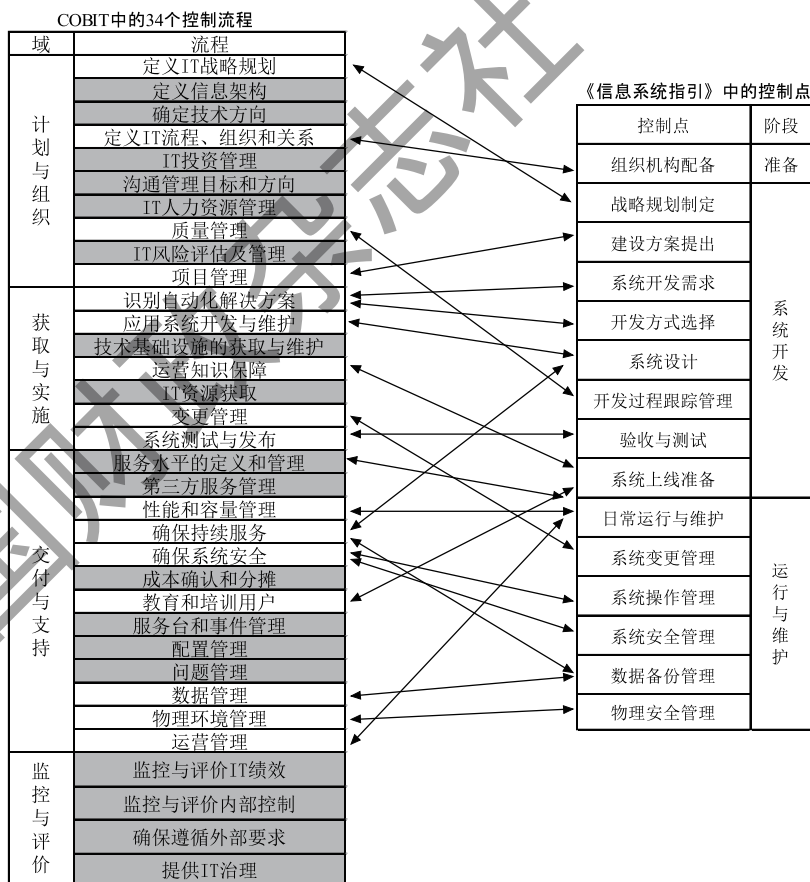 COBIT中的34个控制流程
域
流程
计划与组织
定义IT战略规划
定义信息架构
确定技术方向
定义IT流程、组织和关系
IT投资管理
沟通管理目标和方向
IT人力资源管理
质量管理
IT风险评估及管理
项目管理
获取与实施
识别自动化解决方案
应用系统开发与维护
技术基础设施的获取与维护
运营知识保障
IT资源获取
变更管理
系统测试与发布
交付与支持
服务水平的定义和管理
第三方服务管理
性能和容量管理
确保持续服务
确保系统安全
成本确认和分摊
教育和培训用户
服务台和事件管理
配置管理
问题管理
数据管理
物理环境管理
运营管理
监控与评价
监控与评价IT绩效
监控与评价内部控制
确保遵循外部要求
提供IT治理
《信息系统指引》中的控制点
控制点
阶段
组织机构配备
准备
战略规划制定
建设方案提出
系统开发需求
开发方式选择
系统设计
开发过程跟踪管理
验收与测试
系统上线准备
系统开发
日常运行与维护
系统变更管理
系统操作管理
系统安全管理
数据备份管理
物理安全管理
运行与维护
国财政杂志社